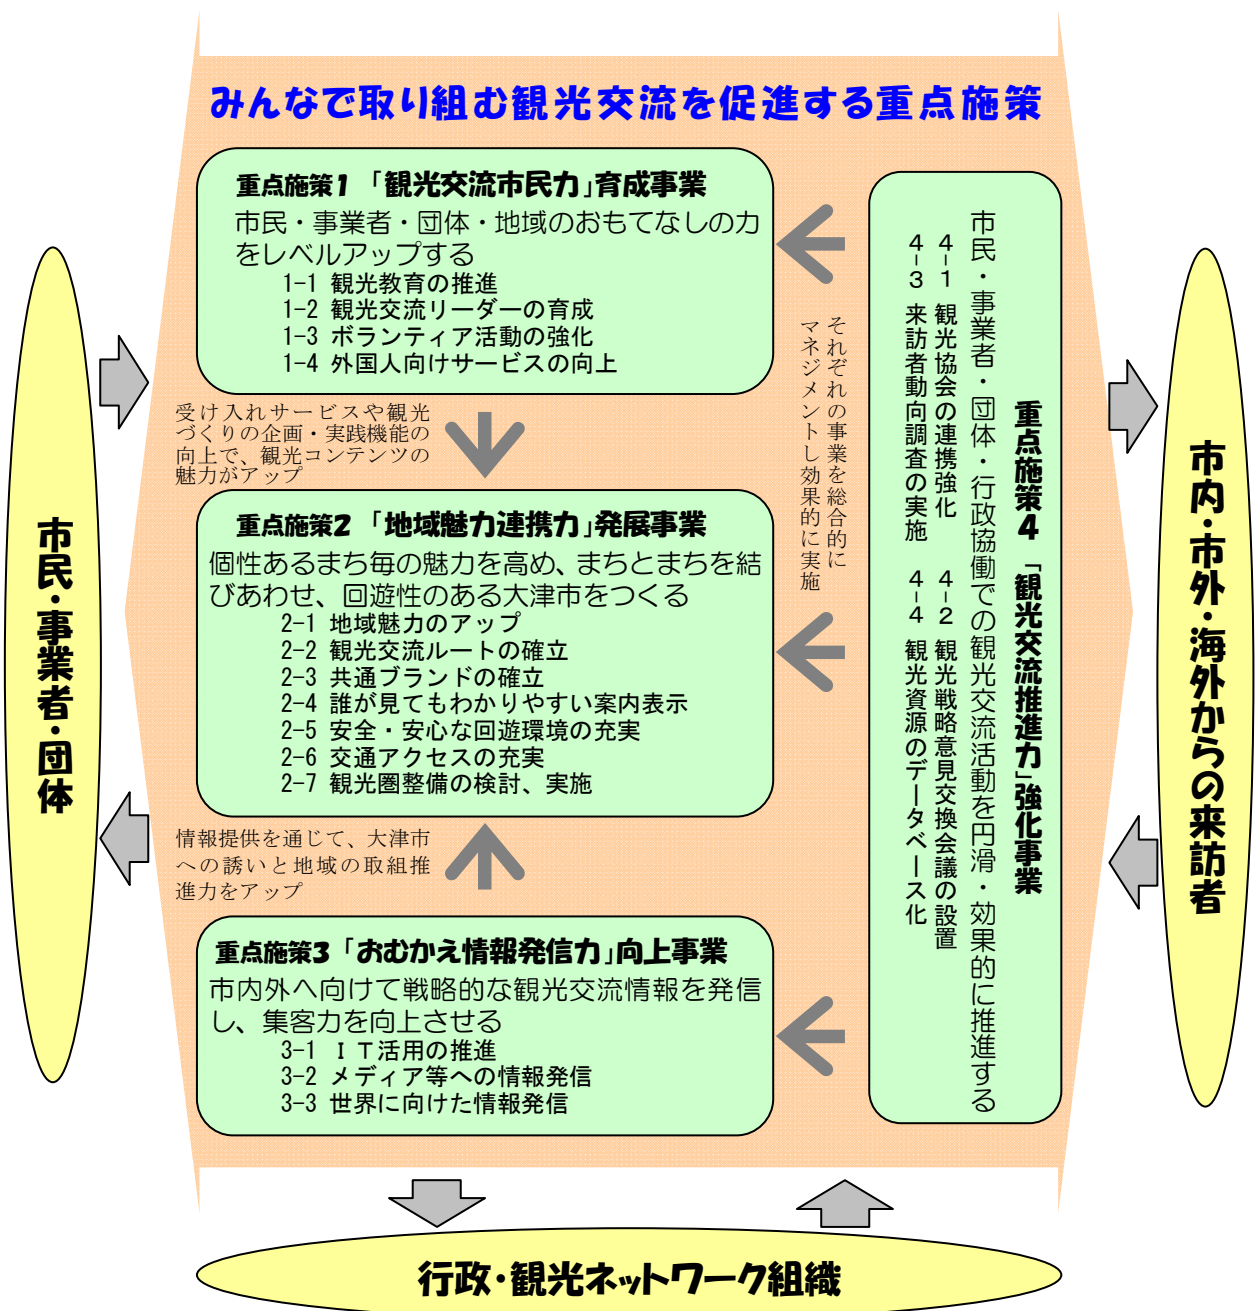 みんなで取り組む観光交流を促進する重点施策
重点施策1 「観光交流市民力」育成事業
市民・事業者・団体・地域のおもてなしの力
をレベルアップする
1-1 観光教育の推進
1-2 観光交流リーダーの育成
1-3 ボランティア活動の強化
1-4 外国人向けサービスの向上
受け入れサービスや観光
づくりの企画・実践機能の
向上で、観光コンテンツの
魅力がアップ
重点施策2 「地域魅力連携力」発展事業
個性あるまち毎の魅力を高め、まちとまちを結
びあわせ、回遊性のある大津市をつくる
2-1 地域魅力のアップ
2-2 観光交流ルートの確立
2-3 共通ブランドの確立
2-4 誰が見てもわかりやすい案内表示
2-5 安全・安心な回遊環境の充実
2-6 交通アクセスの充実
2-7 観光圏整備の検討、実施
情報提供を通じて、大津市
への誘いと地域の取組推
進力をアップ
重点施策3「おむかえ情報発信力」向上事業
市内外へ向けて戦略的な観光交流情報を発信
し、集客力を向上させる
3-1 ＩＴ活用の推進
3-2 メディア等への情報発信
3-3 世界に向けた情報発信
それぞれの事業を総合的に
マネジメントし効果的に実施
重点施策4 「観光交流推進力」強化事業
市民・事業者・団体・行政協働での観光交流活動を円滑・効果的に推進する
4-1 観光協会の連携強化 4-2 観光戦略意見交換会議の設置
4-3 来訪者動向調査の実施 4-4 観光資源のデータベース化
市民・事業者・団体
市内・市外・海外からの来訪者
行政・観光ネットワーク組織